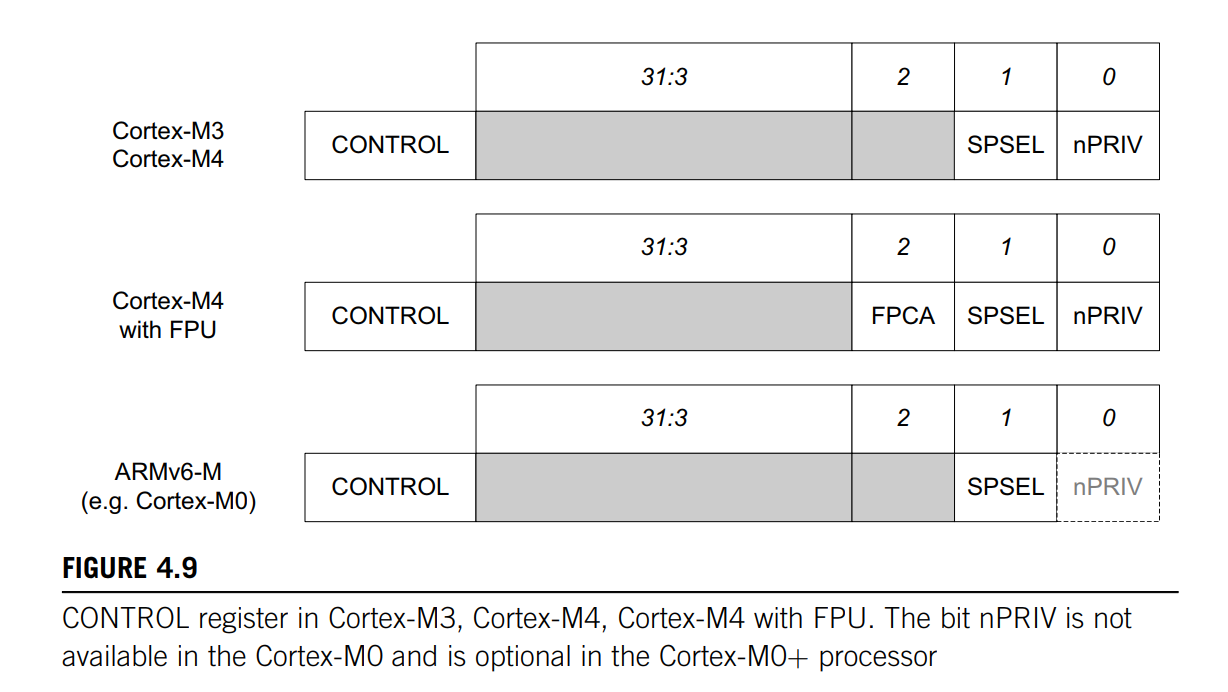 31:3 2 1 0
Cortex-M3
Cortex-M4
CONTROL SPSEL nPRIV
31:3 2 1 0
Cortex-M4
with FPU
CONTROL FPCA SPSEL nPRIV
31:3 2 1 0
ARMv6-M
(e.g. Cortex-M0)
CONTROL SPSEL nPRIV
FIGURE 4.9
CONTROL register in Cortex-M3, Cortex-M4, Cortex-M4 with FPU. The bit nPRIV is not
available in the Cortex-M0 and is optional in the Cortex-M0+ processor